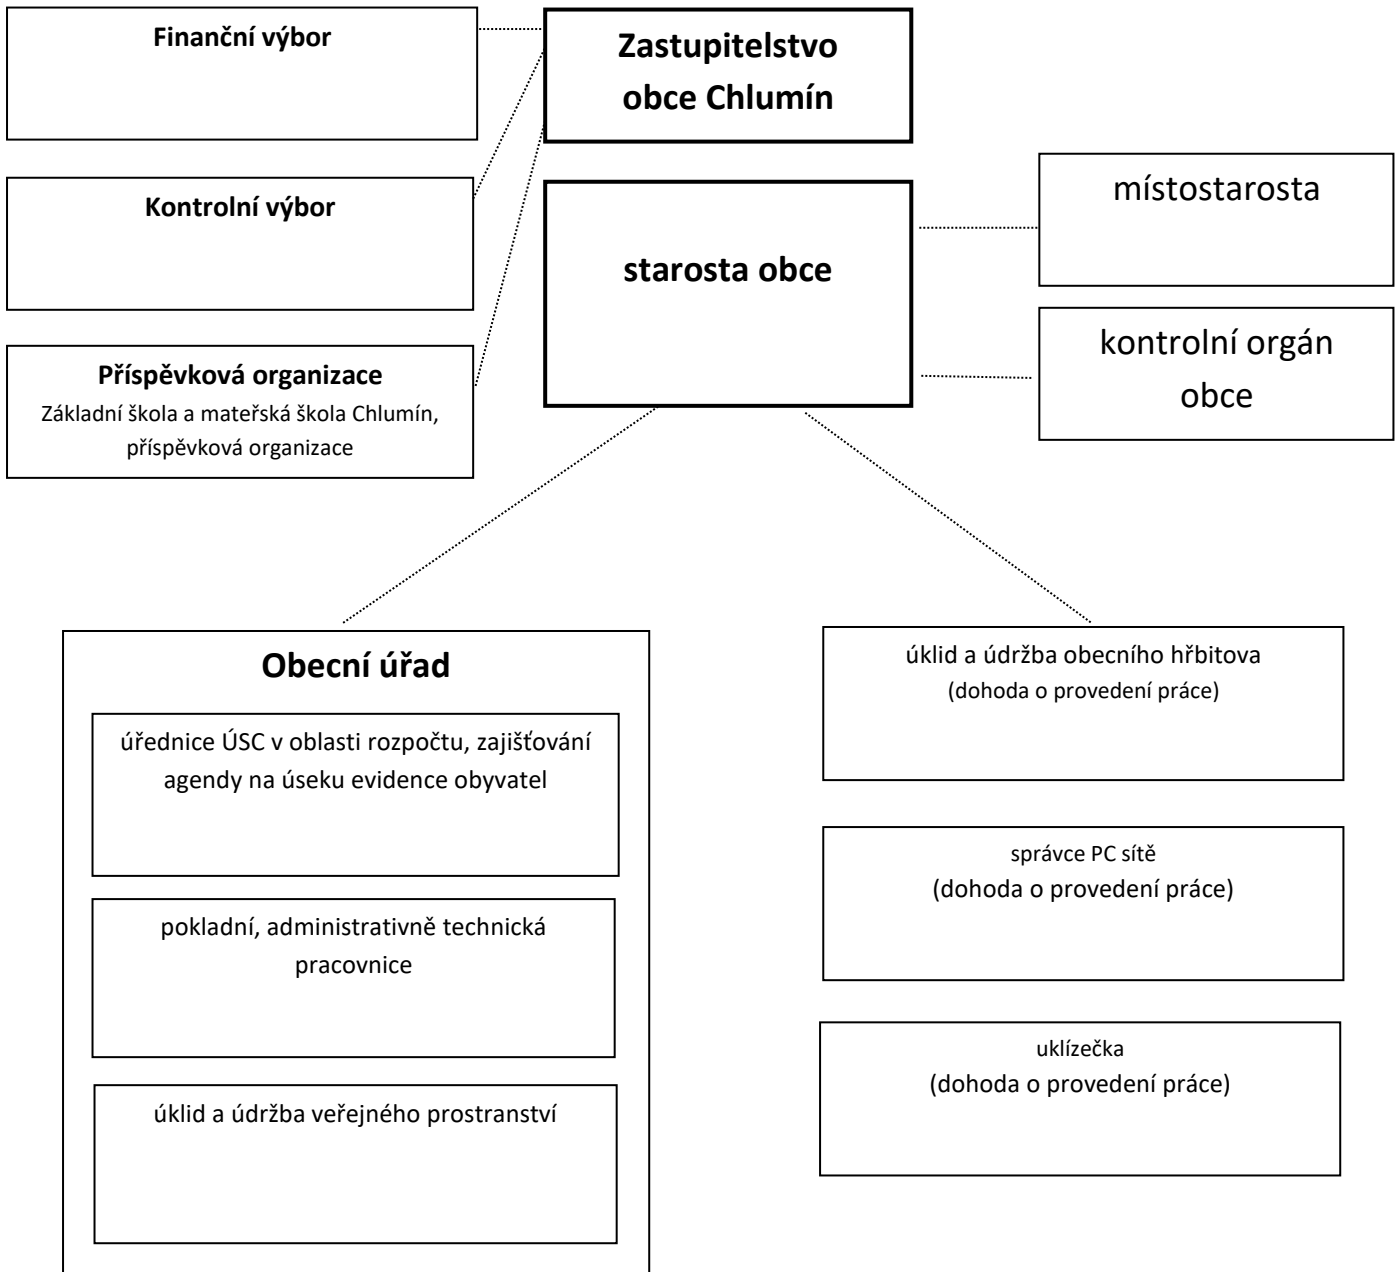 Finanční výbor
Zastupitelstvo
obce Chlumín
Kontrolní výbor
starosta obce
místostarosta
kontrolní orgán
obce
Příspěvková organizace
Základní škola a mateřská škola Chlumín,
příspěvková organizace
Obecní úřad
úřednice ÚSC v oblasti rozpočtu, zajišťování
agendy na úseku evidence obyvatel
pokladní, administrativně technická
pracovnice
úklid a údržba veřejného prostranství
úklid a údržba obecního hřbitova
(dohoda o provedení práce)
správce PC sítě
(dohoda o provedení práce)
uklízečka
(dohoda o provedení práce)